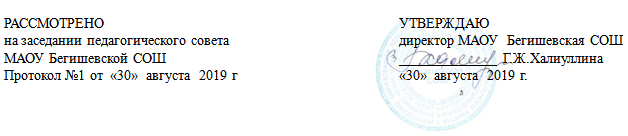 РАССМОТРЕНО
на заседании педагогического совета
МАОУ Бегишевской СОШ
Протокол №1 от «30» августа 2019 г
УТВЕРЖДАЮ
директор МАОУ Бегишевская СОШ
Г.Ж.Халиуллина
«30» августа 2019 г.